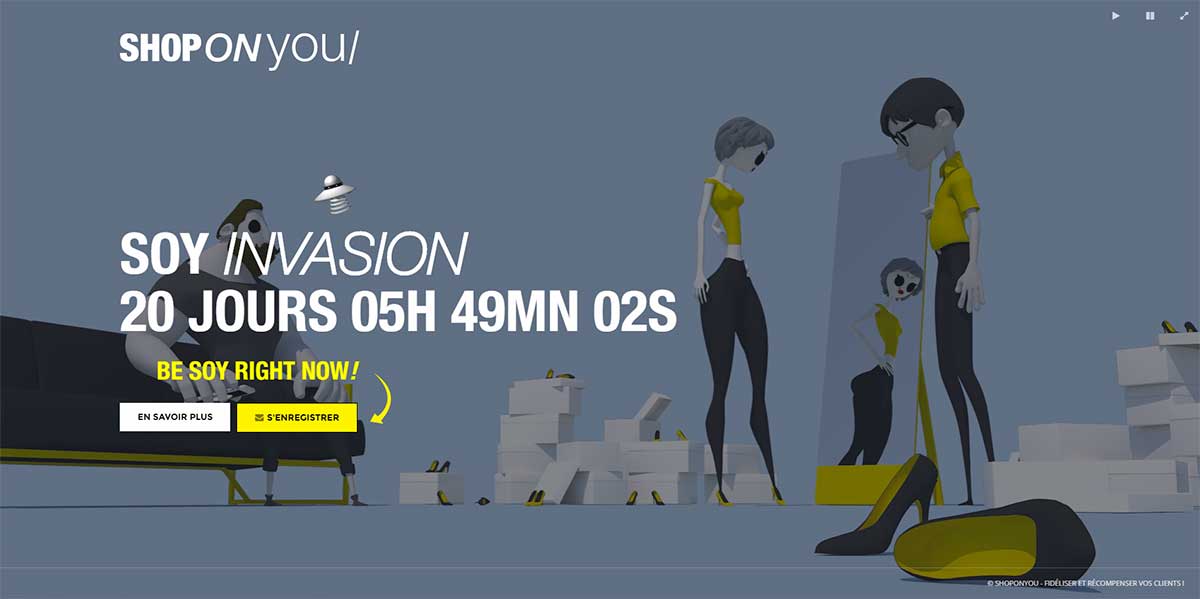 SHOPONyou/
SOY INVASION
20 JOURS 05H 49MN 02S
BE SOY RIGHT NOW!
EN SAVOIR PLUS
S'ENREGISTRER
© SHOPONYOU - FIDÉLISER ET RÉCOMPENSER VOS CLIENTS !